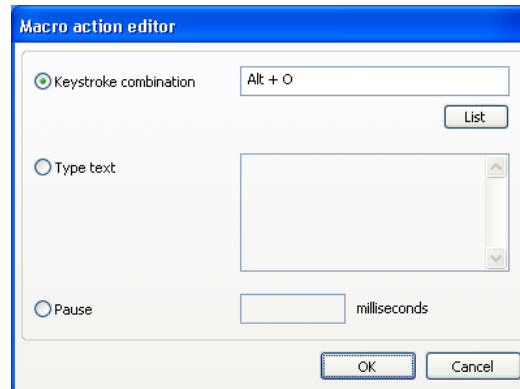 Macro action editor
Keystroke combination Alt + O
List
Type text
Pause milliseconds
OK Cancel